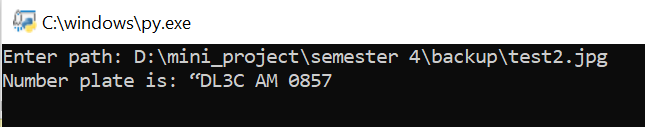 C:\windows\py.exe
Enter path: D:\mini_project\semester 4\backup\test2.jpg
Number plate is: “DL3C AM 0857